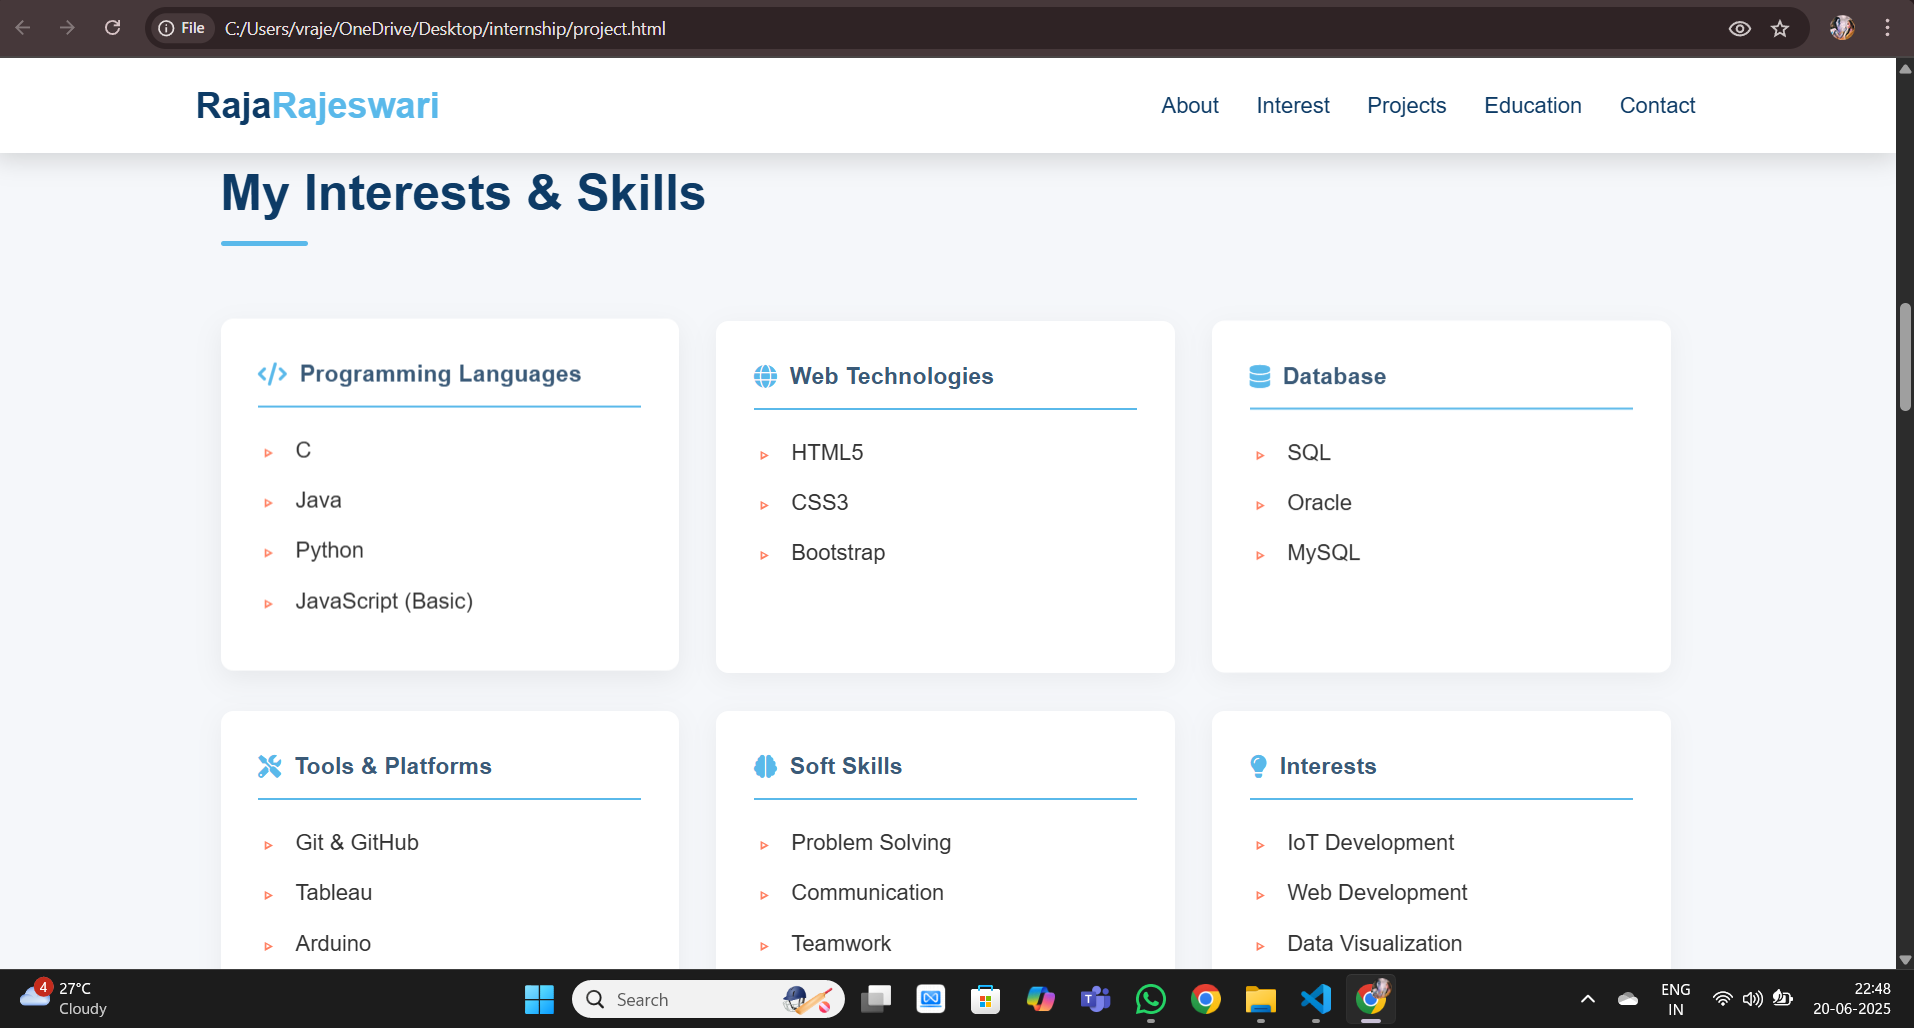 File C:/Users/vraje/OneDrive/Desktop/internship/project.html
RajaRajeswari
About Interest Projects Education Contact
My Interests & Skills
Programming Languages
C
Java
Python
JavaScript (Basic)
Web Technologies
HTML5
CSS3
Bootstrap
Database
SQL
Oracle
MySQL
Tools & Platforms
Git & GitHub
Tableau
Arduino
Soft Skills
Problem Solving
Communication
Teamwork
Interests
IoT Development
Web Development
Data Visualization
4
27°C
Cloudy
Search
T
ENG
IN
22:48
20-06-2025